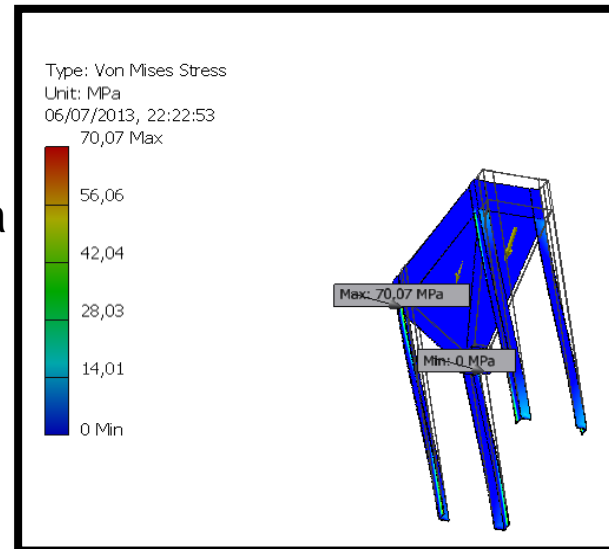 Type: Von Mises Stress
Unit: MPa
06/07/2013, 22:22:53
70,07 Max
56,06
42,04
28,03
14,01
0 Min
Max: 70,07 MPa
Min: 0 MPa
a